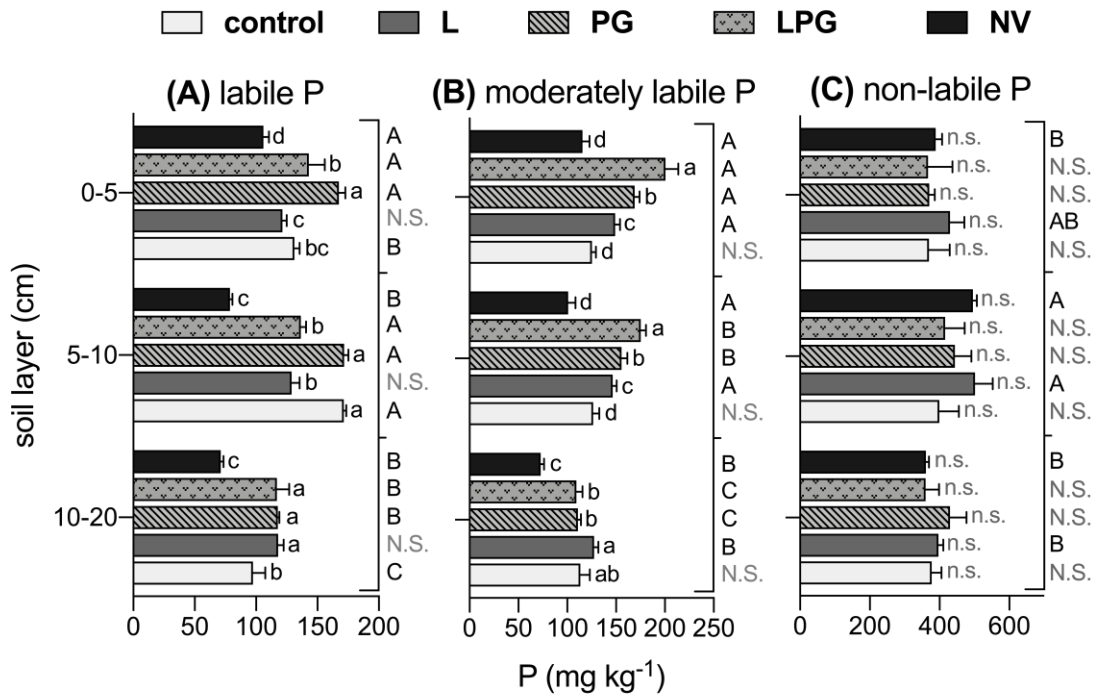 control L PG LPG NV
(A) labile P (B) moderately labile P (C) non-labile P
soil layer (cm)
0-5
d A
b A
a A
c N.S.
bc B
5-10
c B
b A
a A
b N.S.
a A
10-20
c B
a B
a B
a N.S.
b C
0 50 100 150 200
d A
a A
b A
c A
d N.S.
d A
a B
b B
c A
d N.S.
c B
b C
b C
a B
ab N.S.
0 50 100 150 200 250
n.s. B
n.s. N.S.
n.s. N.S.
n.s. AB
n.s. N.S.
n.s. A
n.s. N.S.
n.s. N.S.
n.s. A
n.s. N.S.
n.s. B
n.s. N.S.
n.s. N.S.
n.s. B
n.s. N.S.
0 200 400 600
P (mg kg⁻¹)